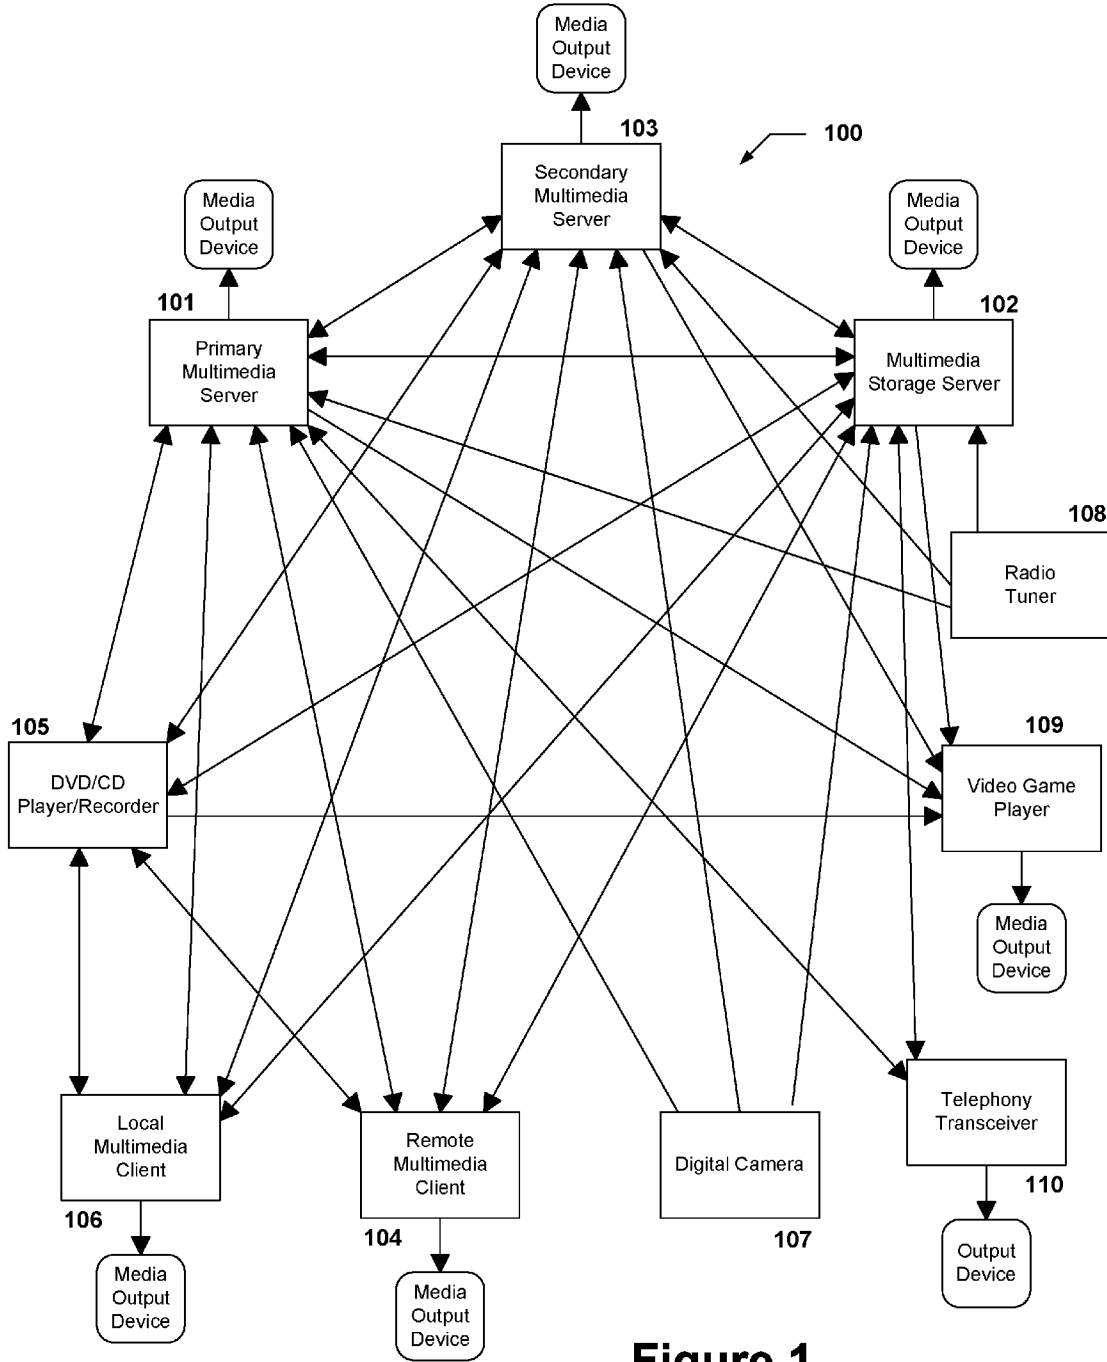 Media
Output
Device
103
100
Secondary
Multimedia
Server
Media
Output
Device
Media
Output
Device
101
102
Primary
Multimedia
Server
Multimedia
Storage Server
108
Radio
Tuner
105
109
DVD/CD
Player/Recorder
Video Game
Player
Media
Output
Device
Local
Multimedia
Client
Remote
Multimedia
Client
Digital Camera
Telephony
Transceiver
106
104
107
110
Media
Output
Device
Media
Output
Device
Output
Device
Figure 1